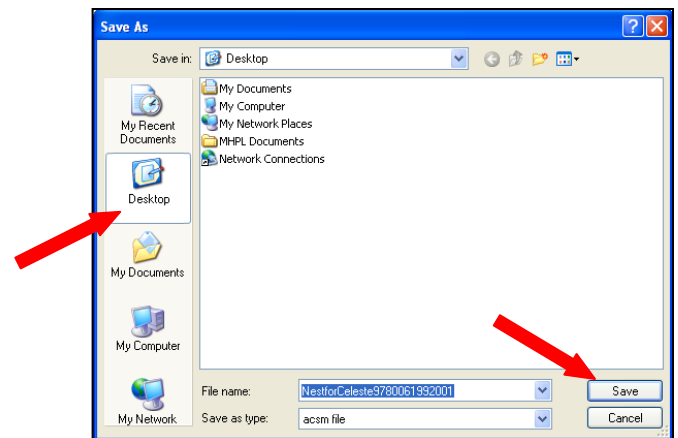 Save As
Save in:
Desktop
My Recent
Documents
Desktop
My Documents
My Computer
My Network
My Documents
My Computer
My Network Places
MHPL Documents
Network Connections
File name:
NestforCeleste9780061992001
Save
Save as type:
acsm file
Cancel